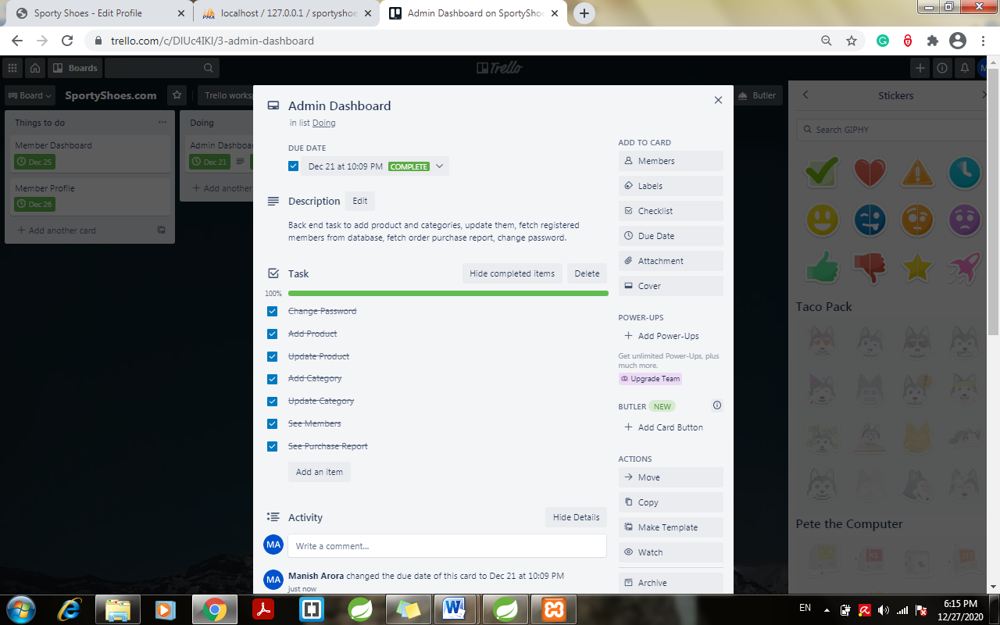 Sporty Shoes - Edit Profile
localhost / 127.0.0.1 / sportyshoe
Admin Dashboard on SportySho
trello.com/c/DlUc4IKl/3-admin-dashboard
Boards
Trello
Board
SportyShoes.com
Trelloworks
Butler
Stickers
Search GIPHY
Things to do
Member Dashboard
Dec 25
Member Profile
Dec 26
Add another card
Doing
Admin Dashboa
Dec 21
Add another
Admin Dashboard
in list Doing
DUE DATE
Dec 21 at 10:09 PM COMPLETE
Description Edit
Back end task to add product and categories, update them, fetch registered
members from database, fetch order purchase report, change password.
Task Hide completed items Delete
100%
Change Password
Add Product
Update Product
Add Category
Update Category
See Members
See Purchase Report
Add an item
Activity Hide Details
MA Write a comment...
MA Manish Arora changed the due date of this card to Dec 21 at 10:09 PM
just now
ADD TO CARD
Members
Labels
Checklist
Due Date
Attachment
Cover
POWER-UPS
Add Power-Ups
Get unlimited Power-Ups, plus
much more.
Upgrade Team
BUTLER NEW
Add Card Button
ACTIONS
Move
Copy
Make Template
Watch
Archive
Taco Pack
Pete the Computer
EN
6:15 PM
12/27/2020